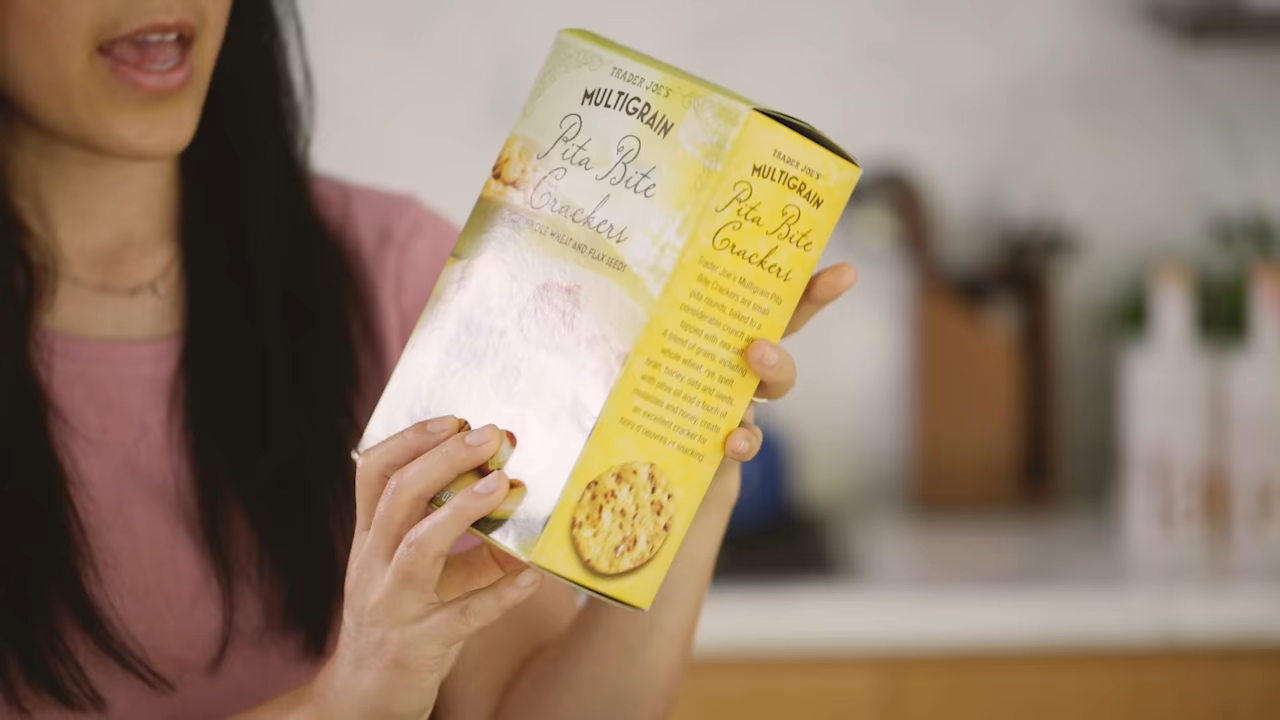 TRADER JOE'S
MULTIGRAIN
Pita Bite
Crackers
WHOLE WHEAT AND FLAX SEEDS
TRADER JOE'S
MULTIGRAIN
Pita Bite
Crackers
Trader Joe's Multigrain Pita
Bite Crackers are small
pita rounds, baked to a
considerable crunch
topped with sea
A blend of grains, including
whole wheat, rye, spelt,
bran, barley, oats and seeds,
with olive oil and a touch of
molasses and honey, create
an excellent cracker for
hors d'oeuvres or snacking.